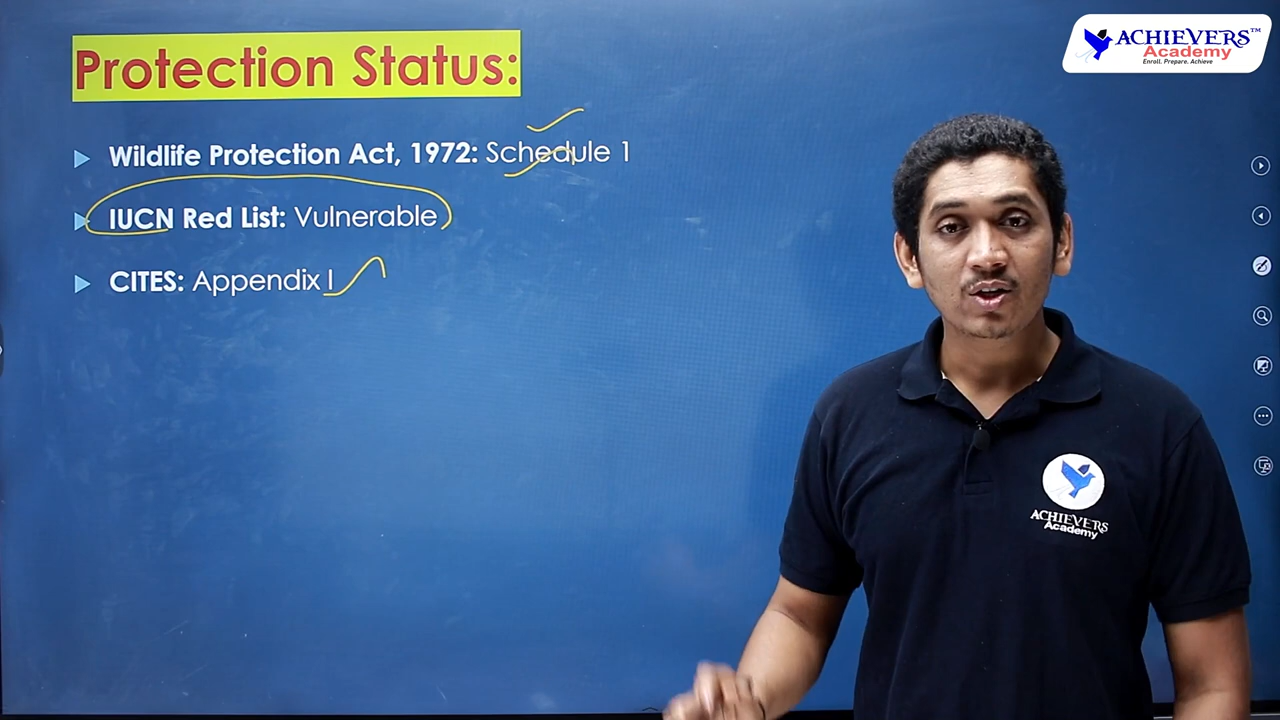 ACHIEVERS™
Academy
Enroll. Prepare. Achieve
Protection Status:
Wildlife Protection Act, 1972: Schedule 1
IUCN Red List: Vulnerable
CITES: Appendix I
ACHIEVERS
Academy